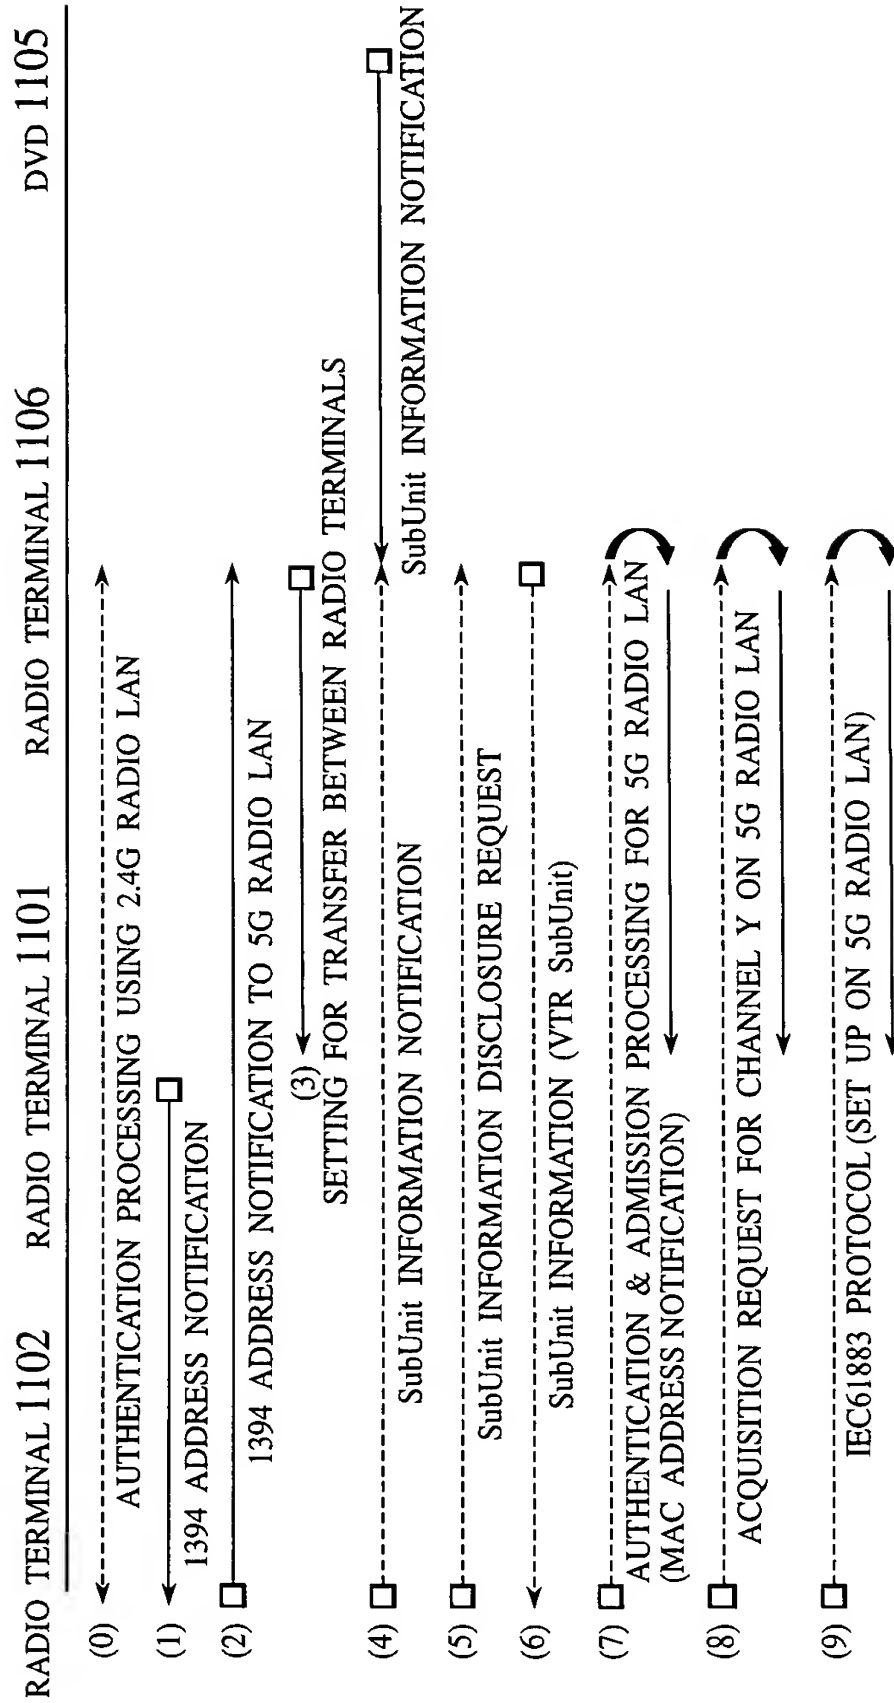 RADIO TERMINAL 1102 RADIO TERMINAL 1101 RADIO TERMINAL 1106 DVD 1105
(0)
AUTHENTICATION PROCESSING USING 2.4G RADIO LAN
(1)
1394 ADDRESS NOTIFICATION
(2)
1394 ADDRESS NOTIFICATION TO 5G RADIO LAN
(3)
SETTING FOR TRANSFER BETWEEN RADIO TERMINALS
(4)
SubUnit INFORMATION NOTIFICATION SubUnit INFORMATION NOTIFICATION
(5)
SubUnit INFORMATION DISCLOSURE REQUEST
(6)
SubUnit INFORMATION (VTR SubUnit)
(7)
AUTHENTICATION & ADMISSION PROCESSING FOR 5G RADIO LAN
(MAC ADDRESS NOTIFICATION)
(8)
ACQUISITION REQUEST FOR CHANNEL Y ON 5G RADIO LAN
(9)
IEC61883 PROTOCOL (SET UP ON 5G RADIO LAN)